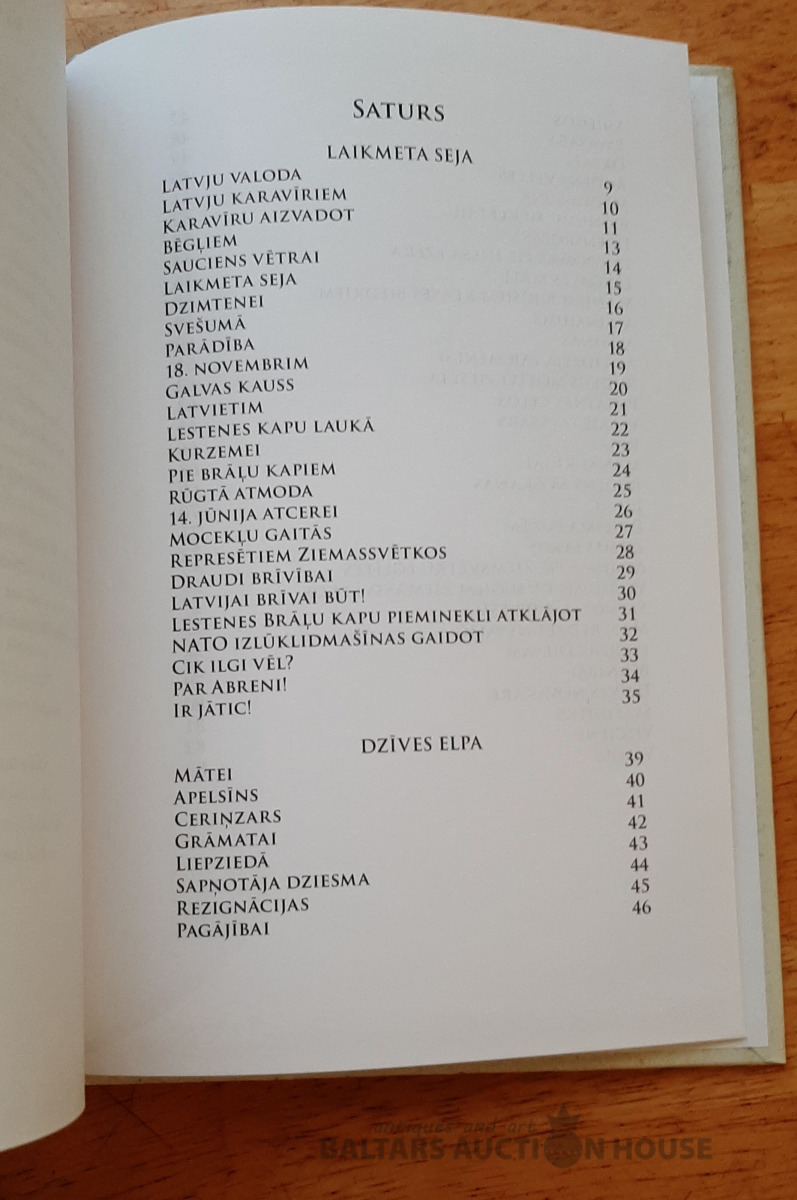 SATURS
LAIKMETA SEJA
LATVJU VALODA 9
LATVJU KARAVĪRIEM 10
KARAVĪRU AIZVADOT 11
BĒGĻIEM 13
SAUCIENS VĒTRAI 14
LAIKMETA SEJA 15
DZIMTENEI 16
SVEŠUMĀ 17
PARĀDĪBA 18
18. NOVEMBRIM 19
GALVAS KAUSS 20
LATVIETIM 21
LESTENES KAPU LAUKĀ 22
KURZEMEI 23
PIE BRĀĻU KAPIEM 24
RŪGTĀ ATMODA 25
14. JŪNIJA ATCEREI 26
MOCEKĻU GAITĀS 27
REPRESĒTIEM ZIEMASSVĒTKOS 28
DRAUDI BRĪVĪBAI 29
LATVIJAI BRĪVAI BŪT! 30
LESTENES BRĀĻU KAPU PIEMINEKLI ATKLĀJOT 31
NATO IZLŪKLIDMAŠĪNAS GAIDOT 32
CIK ILGI VĒL? 33
PAR ABRENI! 34
IR JĀTIC! 35
DZĪVES ELPA
MĀTEI 39
APELSĪNS 40
CERIŅZARS 41
GRĀMATAI 42
LIEPZIEDĀ 43
SAPŅOTĀJA DZIESMA 44
REZIGNĀCIJAS 45
PAGĀJĪBAI 46
antiques and art
BALTARS AUCTION HOUSE